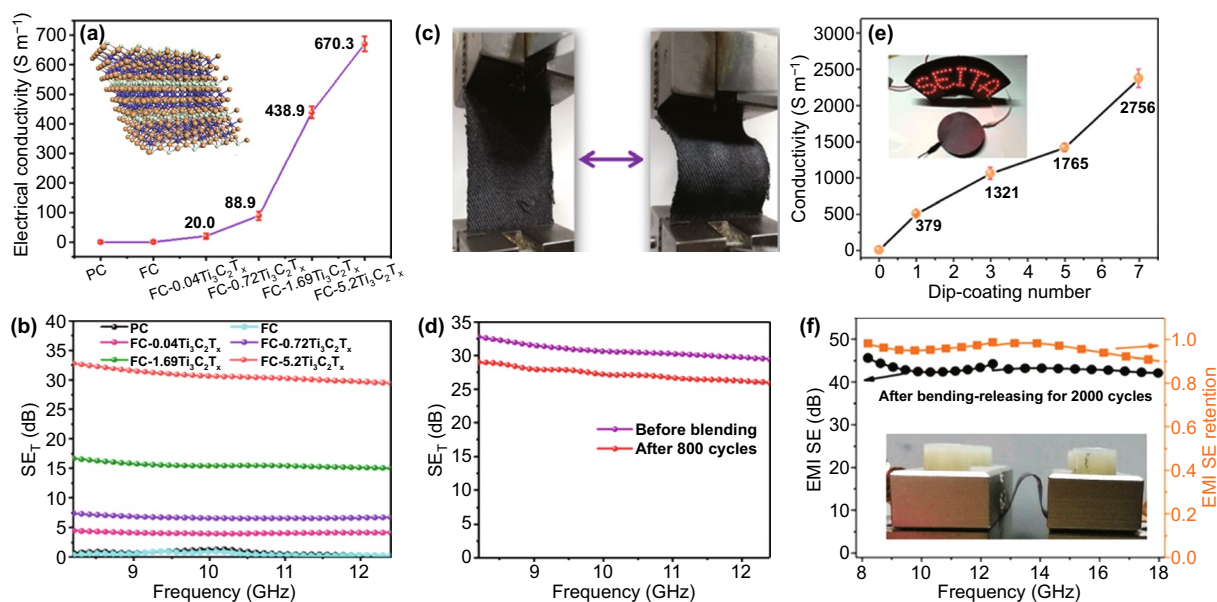 (a)
Electrical conductivity (S m⁻¹)
700
600
500
400
300
200
100
0
20.0
88.9
438.9
670.3
PC
FC
FC-0.04Ti₃C₂Tₓ
FC-0.72Ti₃C₂Tₓ
FC-1.69Ti₃C₂Tₓ
FC-5.2Ti₃C₂Tₓ
(b)
SE_T (dB)
40
35
30
25
20
15
10
5
0
PC
FC
FC-0.04Ti₃C₂Tₓ
FC-0.72Ti₃C₂Tₓ
FC-1.69Ti₃C₂Tₓ
FC-5.2Ti₃C₂Tₓ
9 10 11 12
Frequency (GHz)
(c)
(d)
SE_T (dB)
35
30
25
20
15
10
5
0
Before blending
After 800 cycles
9 10 11 12
Frequency (GHz)
(e)
Conductivity (S m⁻¹)
2500
2000
1500
1000
500
0
SEITA
379
1321
1765
2756
0 1 2 3 4 5 6 7
Dip-coating number
(f)
EMI SE (dB)
50
40
30
20
10
0
After bending-releasing for 2000 cycles
1.0
0.8
0.6
0.4
0.2
0.0
EMI SE retention
8 10 12 14 16 18
Frequency (GHz)